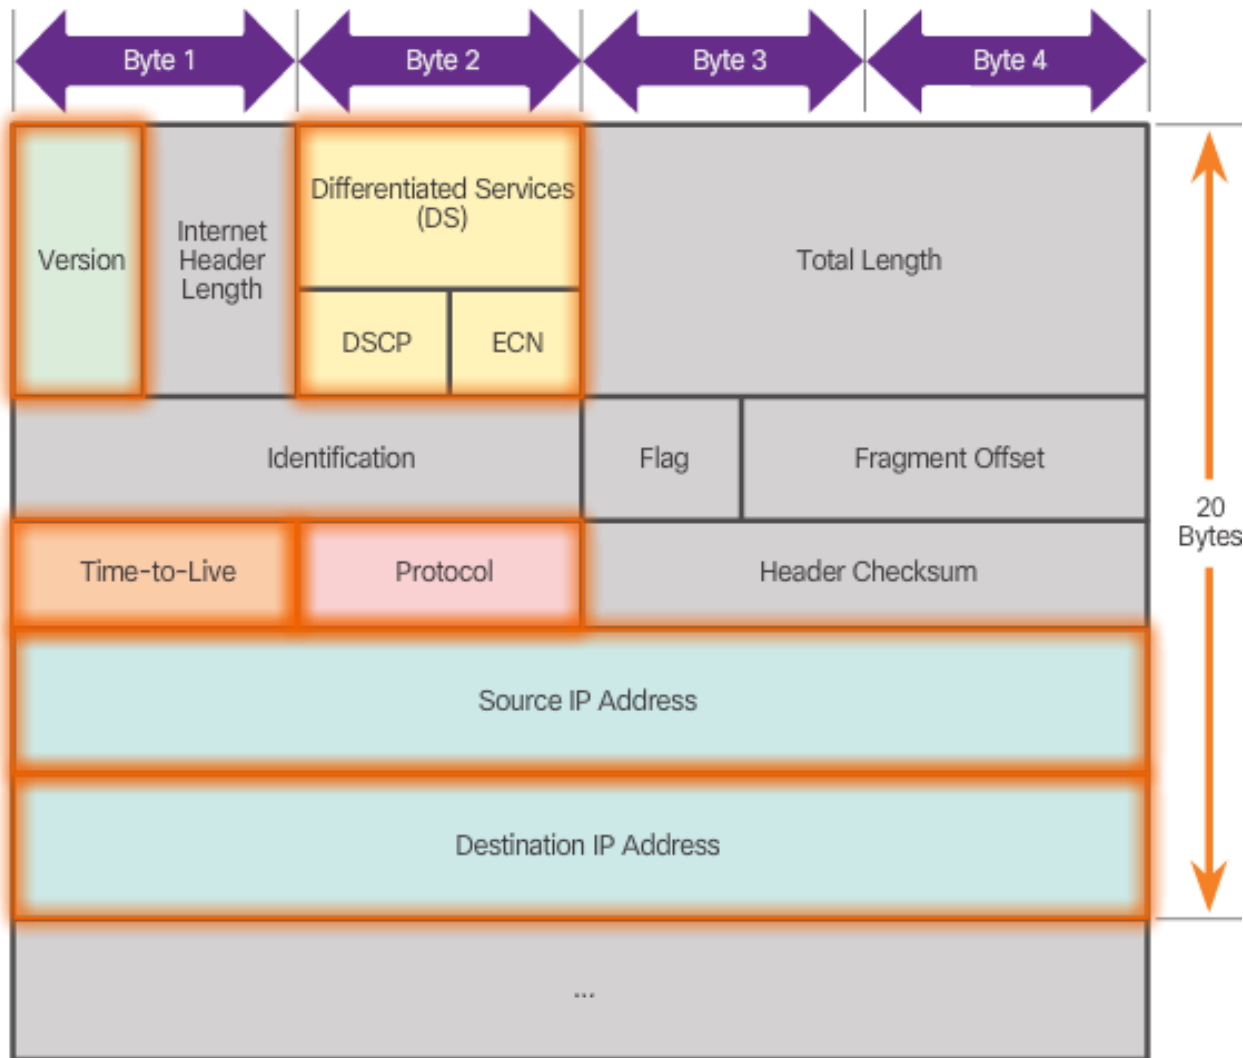 Byte 1
Byte 2
Byte 3
Byte 4
Version
Internet
Header
Length
Differentiated Services
(DS)
DSCP
ECN
Total Length
Identification
Flag
Fragment Offset
20
Bytes
Time-to-Live
Protocol
Header Checksum
Source IP Address
Destination IP Address
...